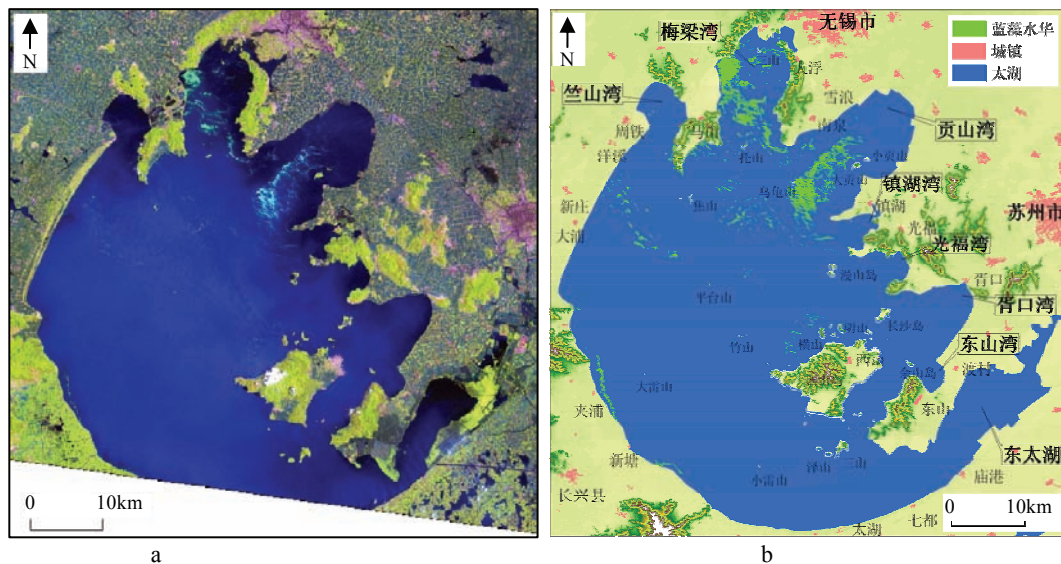 N
0 10km
a
N
蓝藻水华
城镇
太湖
无锡市
梅梁湾
三山
大浮
竺山湾
雪浪
周铁
马山
南泉
贡山湾
洋溪
拖山
小贡山
大贡山
镇湖湾
乌龟山
新庄
焦山
镇湖
苏州市
大浦
光福
光福湾
漫山岛
胥口
平台山
胥口湾
长沙岛
竹山
横山
东山湾
西山
金山岛
渡村
大雷山
夹浦
东山
东太湖
新塘
泽山
三山
小雷山
庙港
长兴县
七都
太湖
0 10km
b